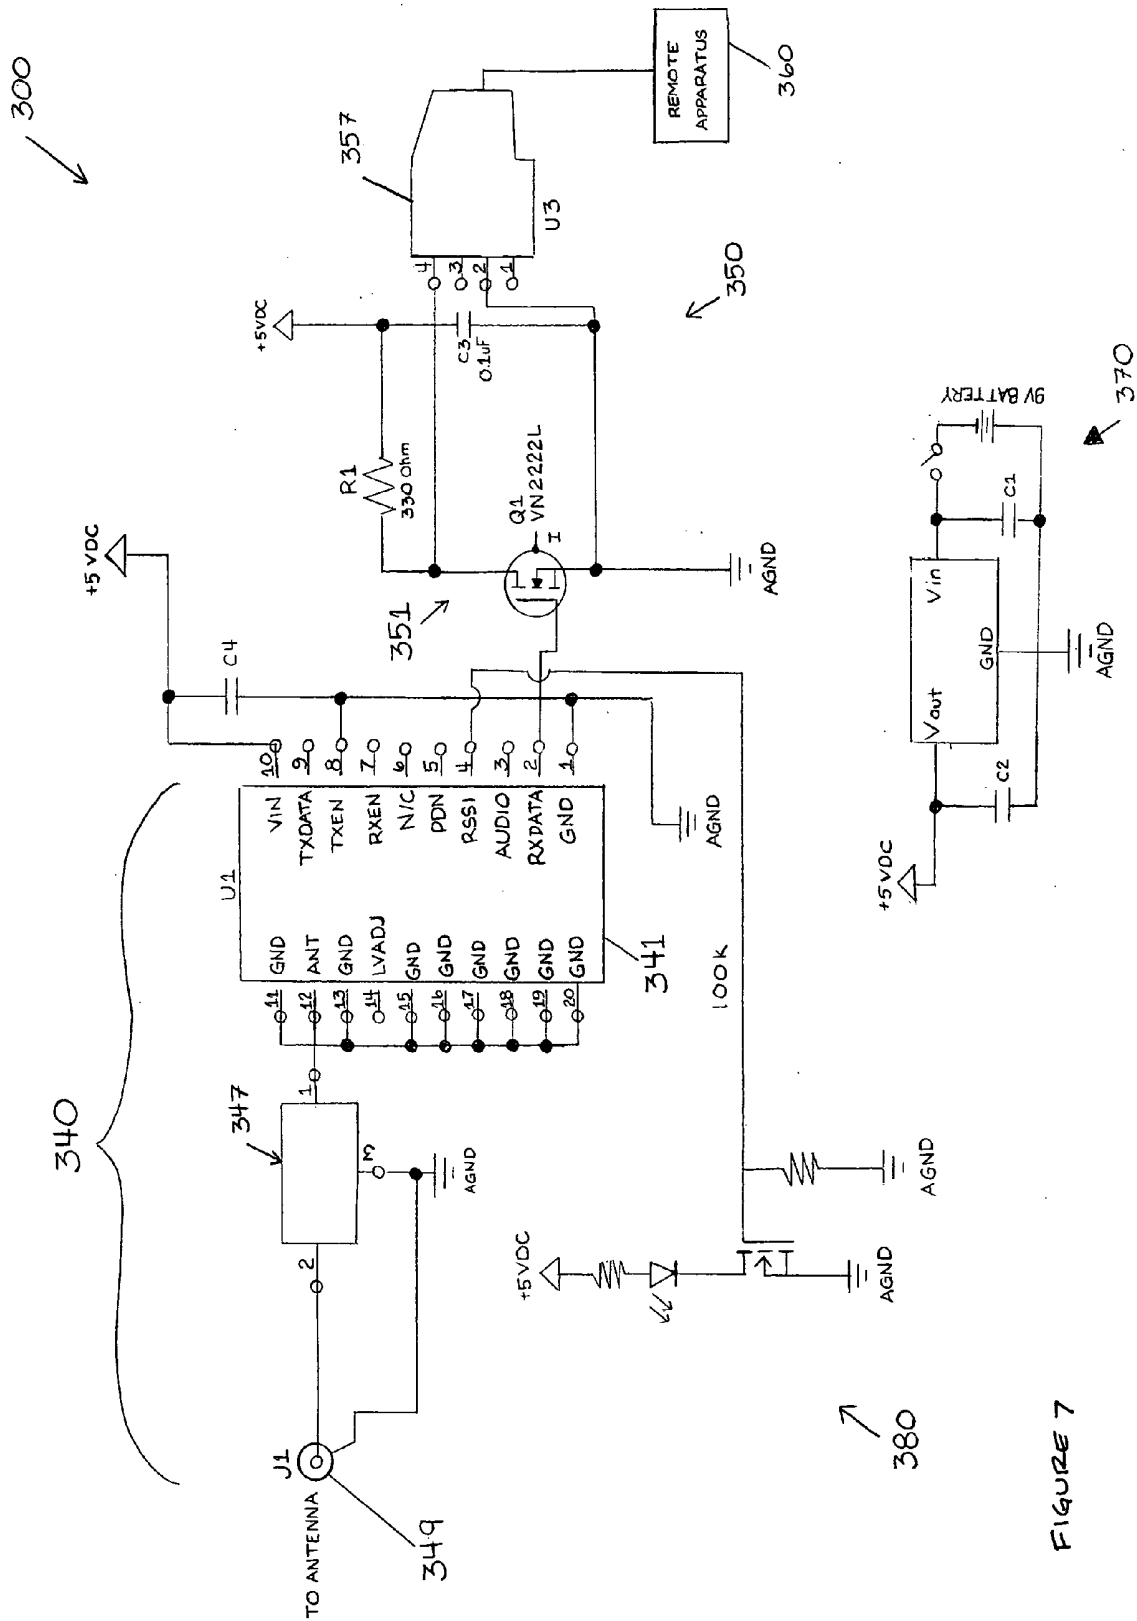 300
340
TO ANTENNA
J1
349
2
347
1
3
AGND
U1
11 GND
12 ANT
13 GND
14 LVADJ
15 GND
16 GND
17 GND
18 GND
19 GND
20 GND
VIN 10
TXDATA 9
TXEN 8
RXEN 7
N/C 6
PDN 5
RSSI 4
AUDIO 3
RXDATA 2
GND 1
341
+5 VDC
C4
AGND
351
R1
330 Ohm
+5VDC
C3
0.1uF
Q1
VN2222L
I
AGND
4
3
2
1
357
U3
REMOTE
APPARATUS
360
350
100K
+5VDC
AGND
AGND
380
+5VDC
Vout
Vin
GND
C2
C1
AGND
9V BATTERY
370
FIGURE 7